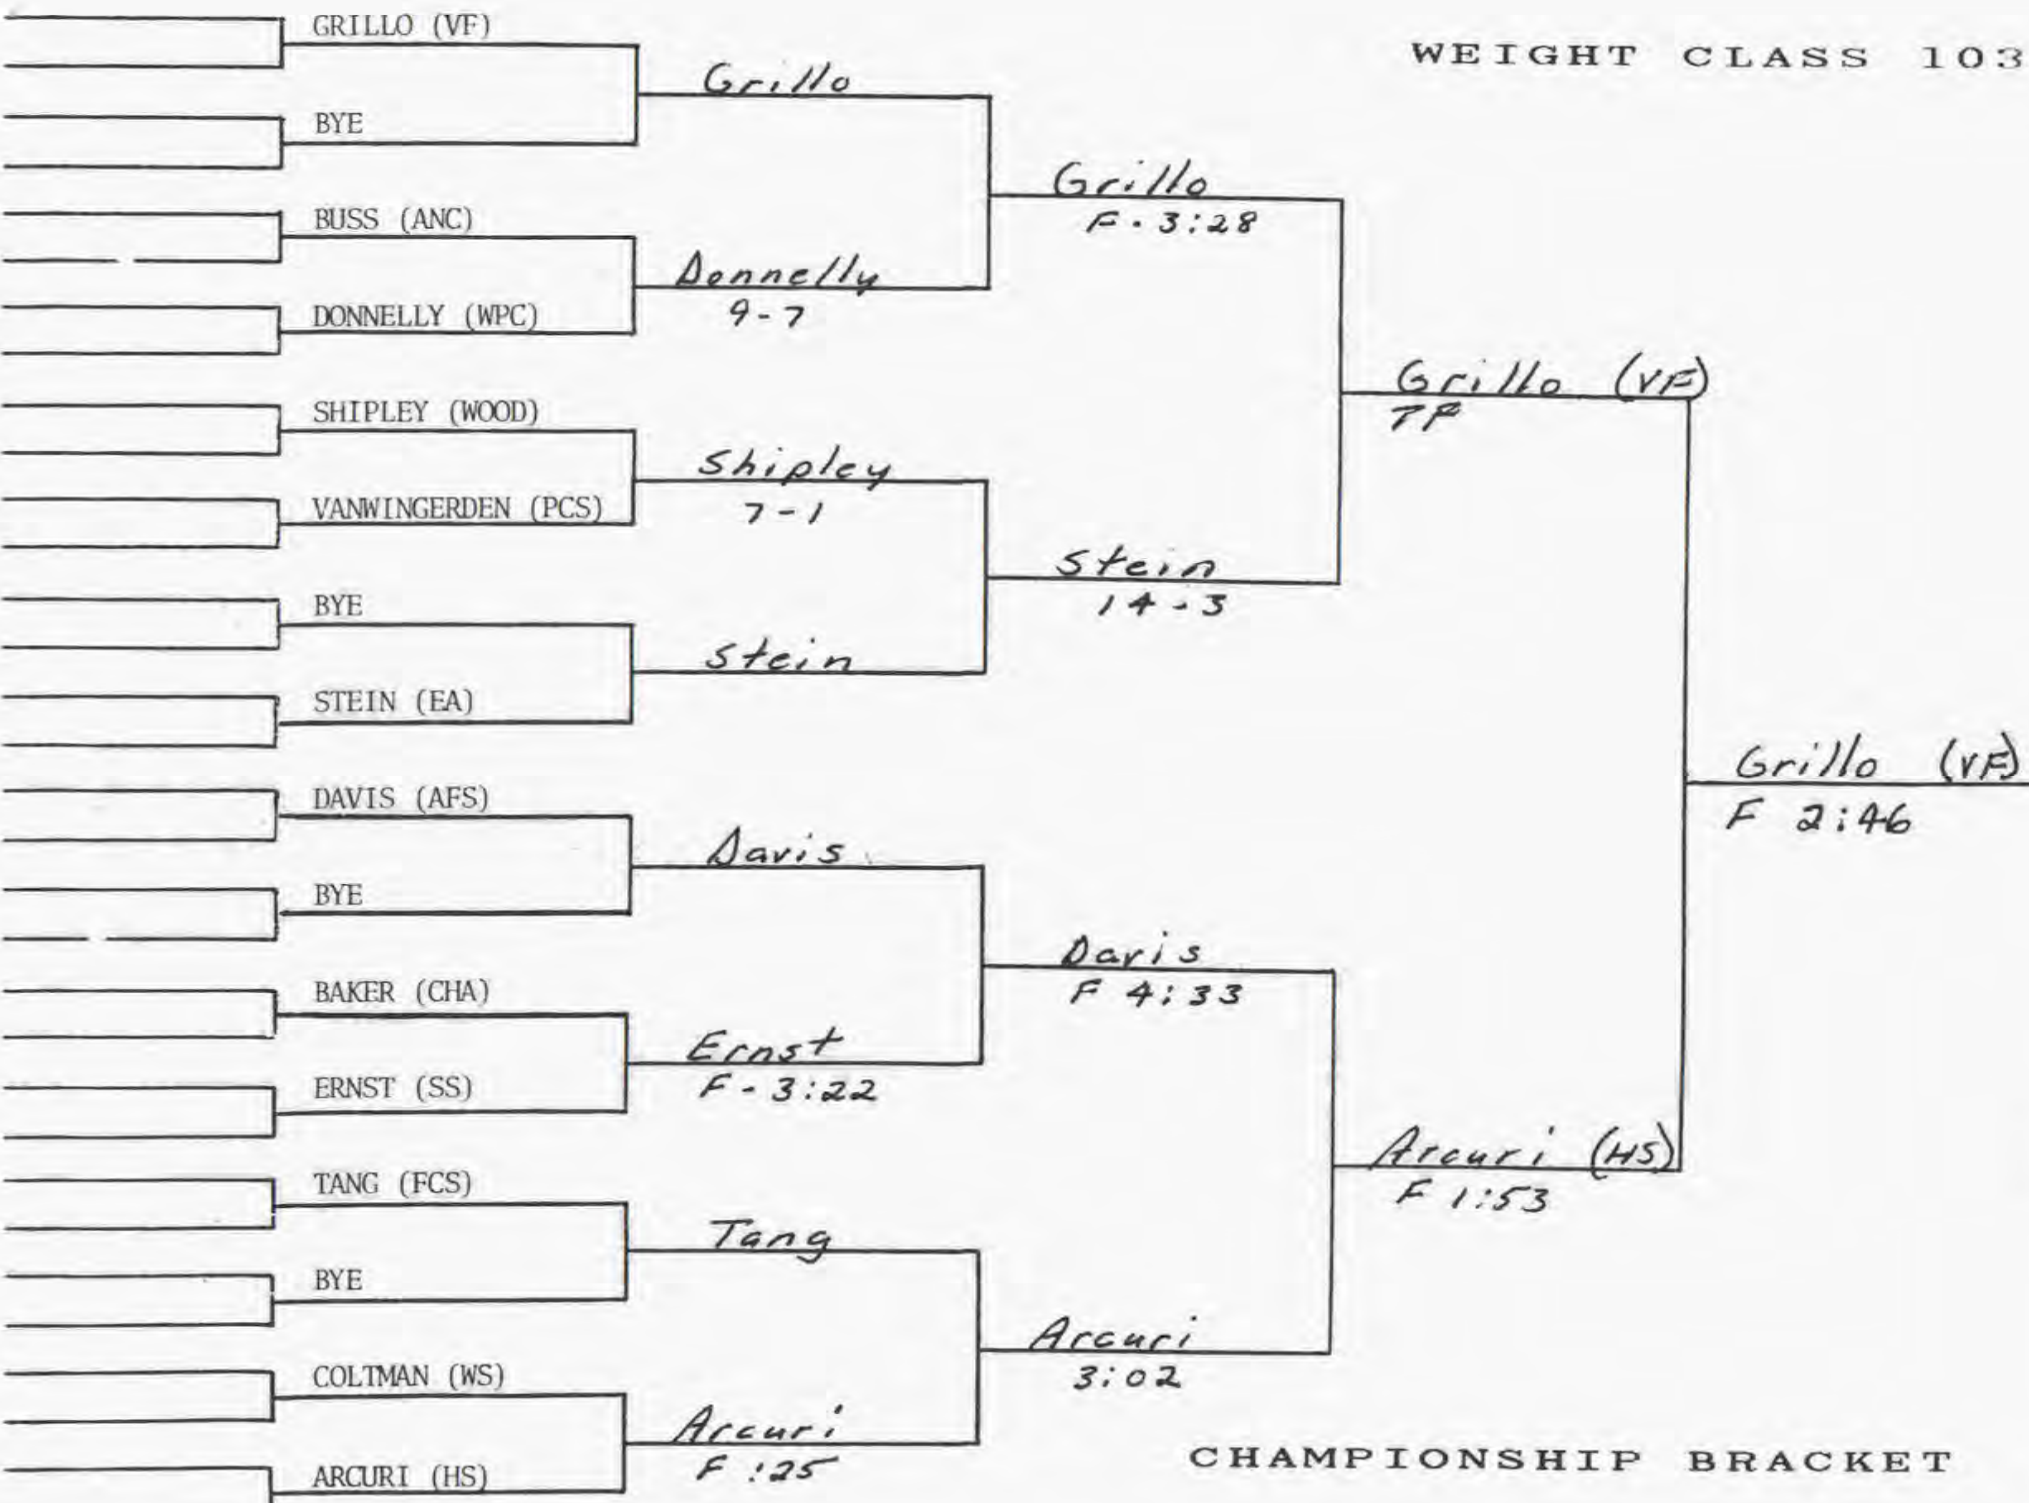 WEIGHT CLASS 103
GRILLO (VF)
BYE
BUSS (ANC)
DONNELLY (WPC)
SHIPLEY (WOOD)
VANWINGERDEN (PCS)
BYE
STEIN (EA)
DAVIS (AFS)
BYE
BAKER (CHA)
ERNST (SS)
TANG (FCS)
BYE
COLTMAN (WS)
ARCURI (HS)
Grillo
Donnelly
9-7
Shipley
7-1
Stein
Davis
Ernst
F-3:22
Tang
Arcuri
F :25
Grillo
F. 3:28
Stein
14-3
Davis
F 4:33
Arcuri
3:02
Grillo (VF)
TF
Arcuri (HS)
F 1:53
Grillo (VF)
F 2:46
CHAMPIONSHIP BRACKET